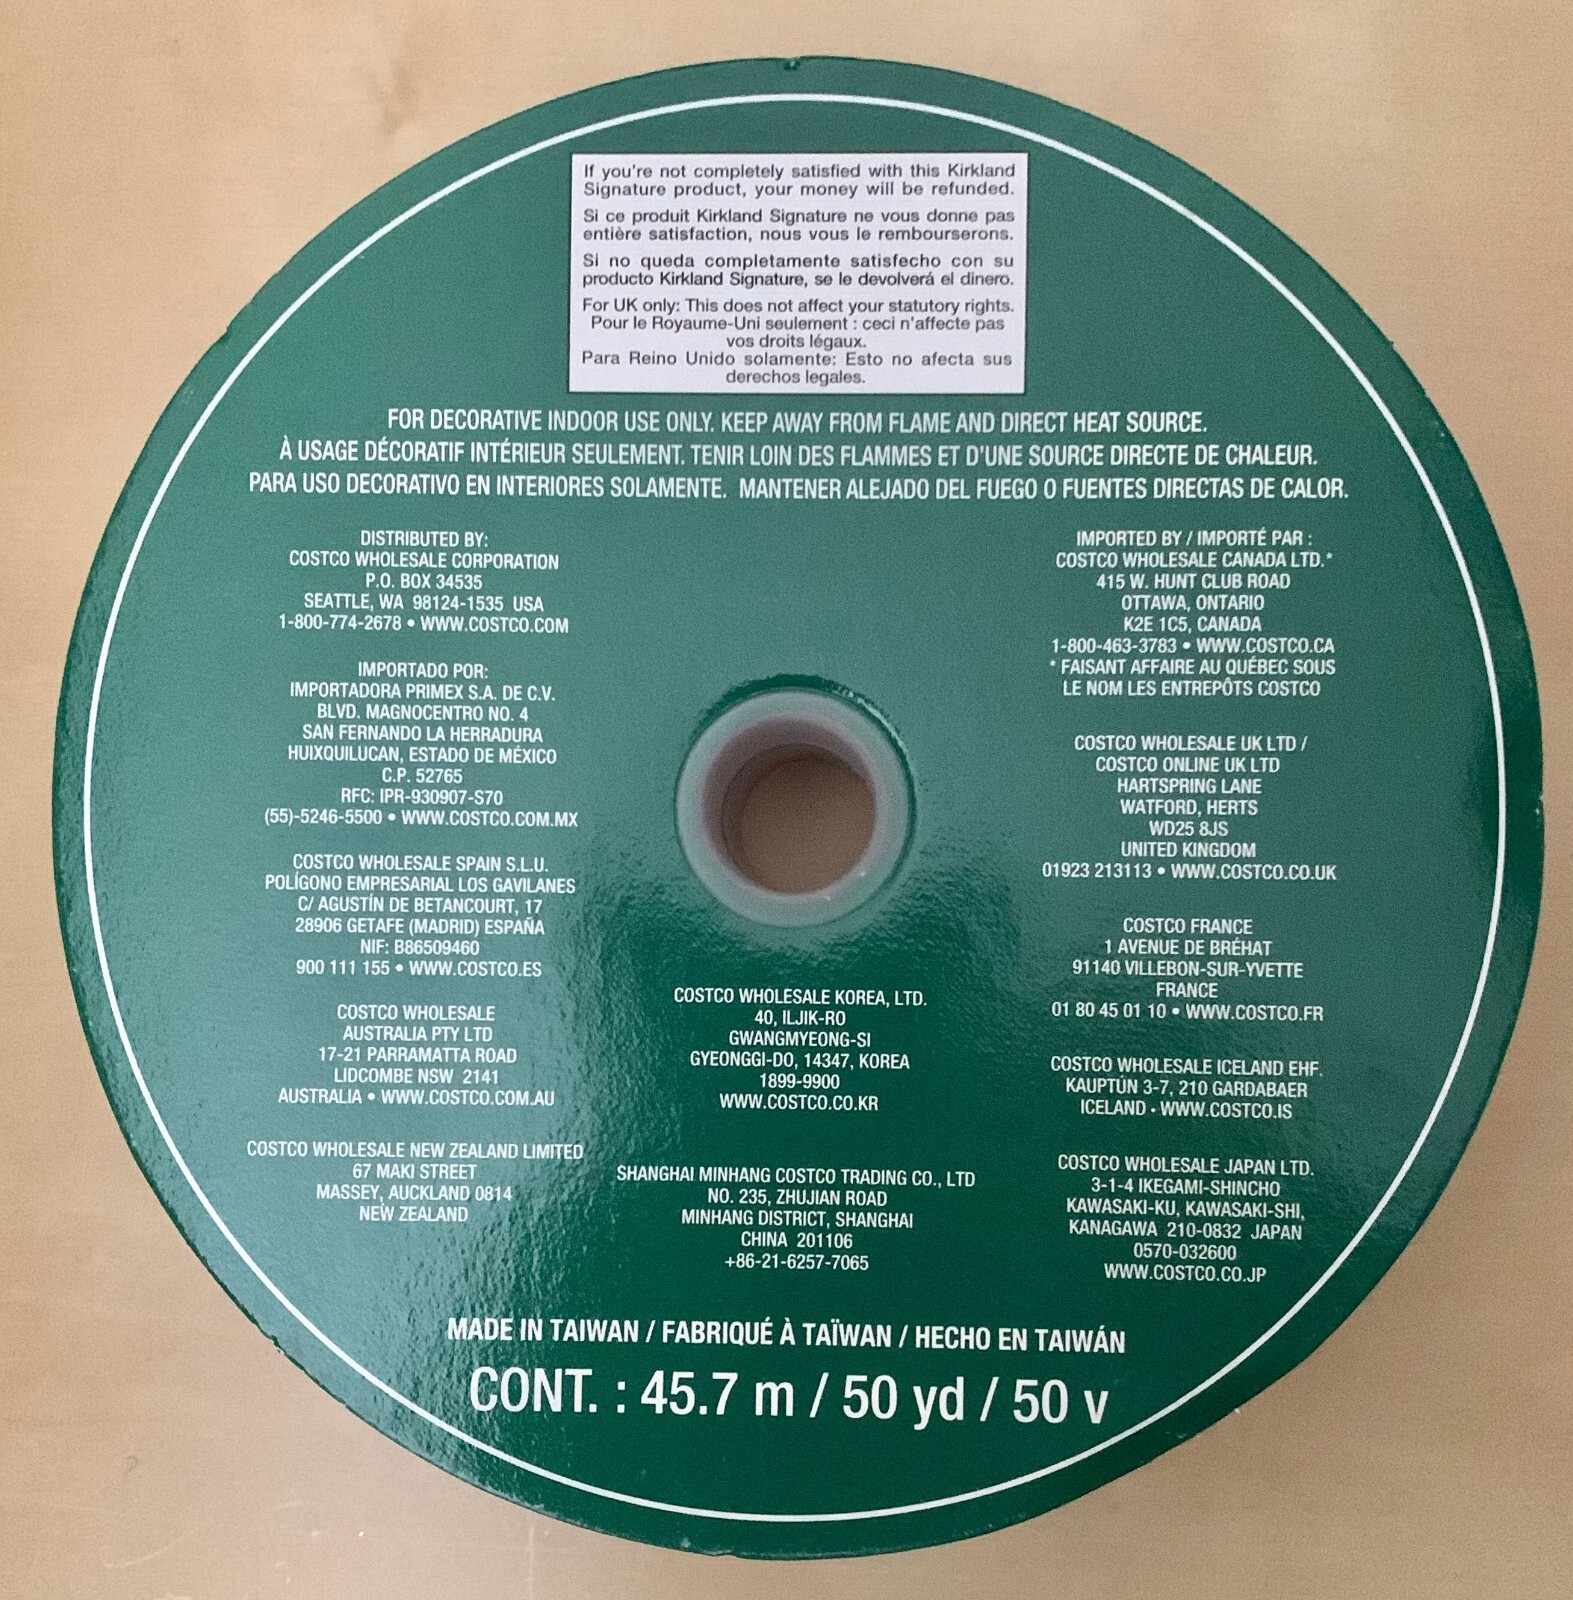 If you're not completely satisfied with this Kirkland
Signature product, your money will be refunded.
Si ce produit Kirkland Signature ne vous donne pas
entière satisfaction, nous vous le rembourserons.
Si no queda completamente satisfecho con su
producto Kirkland Signature, se le devolverá el dinero.
For UK only: This does not affect your statutory rights.
Pour le Royaume-Uni seulement : ceci n'affecte pas
vos droits légaux.
Para Reino Unido solamente: Esto no afecta sus
derechos legales.
FOR DECORATIVE INDOOR USE ONLY. KEEP AWAY FROM FLAME AND DIRECT HEAT SOURCE.
À USAGE DÉCORATIF INTÉRIEUR SEULEMENT. TENIR LOIN DES FLAMMES ET D'UNE SOURCE DIRECTE DE CHALEUR.
PARA USO DECORATIVO EN INTERIORES SOLAMENTE. MANTENER ALEJADO DEL FUEGO O FUENTES DIRECTAS DE CALOR.
DISTRIBUTED BY:
COSTCO WHOLESALE CORPORATION
P.O. BOX 34535
SEATTLE, WA 98124-1535 USA
1-800-774-2678 • WWW.COSTCO.COM
IMPORTADO POR:
IMPORTADORA PRIMEX S.A. DE C.V.
BLVD. MAGNOCENTRO NO. 4
SAN FERNANDO LA HERRADURA
HUIXQUILUCAN, ESTADO DE MÉXICO
C.P. 52765
RFC: IPR-930907-S70
(55)-5246-5500 • WWW.COSTCO.COM.MX
COSTCO WHOLESALE SPAIN S.L.U.
POLÍGONO EMPRESARIAL LOS GAVILANES
C/ AGUSTÍN DE BETANCOURT, 17
28906 GETAFE (MADRID) ESPAÑA
NIF: B86509460
900 111 155 • WWW.COSTCO.ES
COSTCO WHOLESALE
AUSTRALIA PTY LTD
17-21 PARRAMATTA ROAD
LIDCOMBE NSW 2141
AUSTRALIA • WWW.COSTCO.COM.AU
COSTCO WHOLESALE NEW ZEALAND LIMITED
67 MAKI STREET
MASSEY, AUCKLAND 0814
NEW ZEALAND
COSTCO WHOLESALE KOREA, LTD.
40, ILJIK-RO
GWANGMYEONG-SI
GYEONGGI-DO, 14347, KOREA
1899-9900
WWW.COSTCO.CO.KR
SHANGHAI MINHANG COSTCO TRADING CO., LTD
NO. 235, ZHUJIAN ROAD
MINHANG DISTRICT, SHANGHAI
CHINA 201106
+86-21-6257-7065
IMPORTED BY / IMPORTÉ PAR :
COSTCO WHOLESALE CANADA LTD.*
415 W. HUNT CLUB ROAD
OTTAWA, ONTARIO
K2E 1C5, CANADA
1-800-463-3783 • WWW.COSTCO.CA
* FAISANT AFFAIRE AU QUÉBEC SOUS
LE NOM LES ENTREPÔTS COSTCO
COSTCO WHOLESALE UK LTD /
COSTCO ONLINE UK LTD
HARTSPRING LANE
WATFORD, HERTS
WD25 8JS
UNITED KINGDOM
01923 213113 • WWW.COSTCO.CO.UK
COSTCO FRANCE
1 AVENUE DE BRÉHAT
91140 VILLEBON-SUR-YVETTE
FRANCE
01 80 45 01 10 • WWW.COSTCO.FR
COSTCO WHOLESALE ICELAND EHF.
KAUPTÚN 3-7, 210 GARDABAER
ICELAND • WWW.COSTCO.IS
COSTCO WHOLESALE JAPAN LTD.
3-1-4 IKEGAMI-SHINCHO
KAWASAKI-KU, KAWASAKI-SHI,
KANAGAWA 210-0832 JAPAN
0570-032600
WWW.COSTCO.CO.JP
MADE IN TAIWAN / FABRIQUÉ À TAÏWAN / HECHO EN TAIWÁN
CONT. : 45.7 m / 50 yd / 50 v